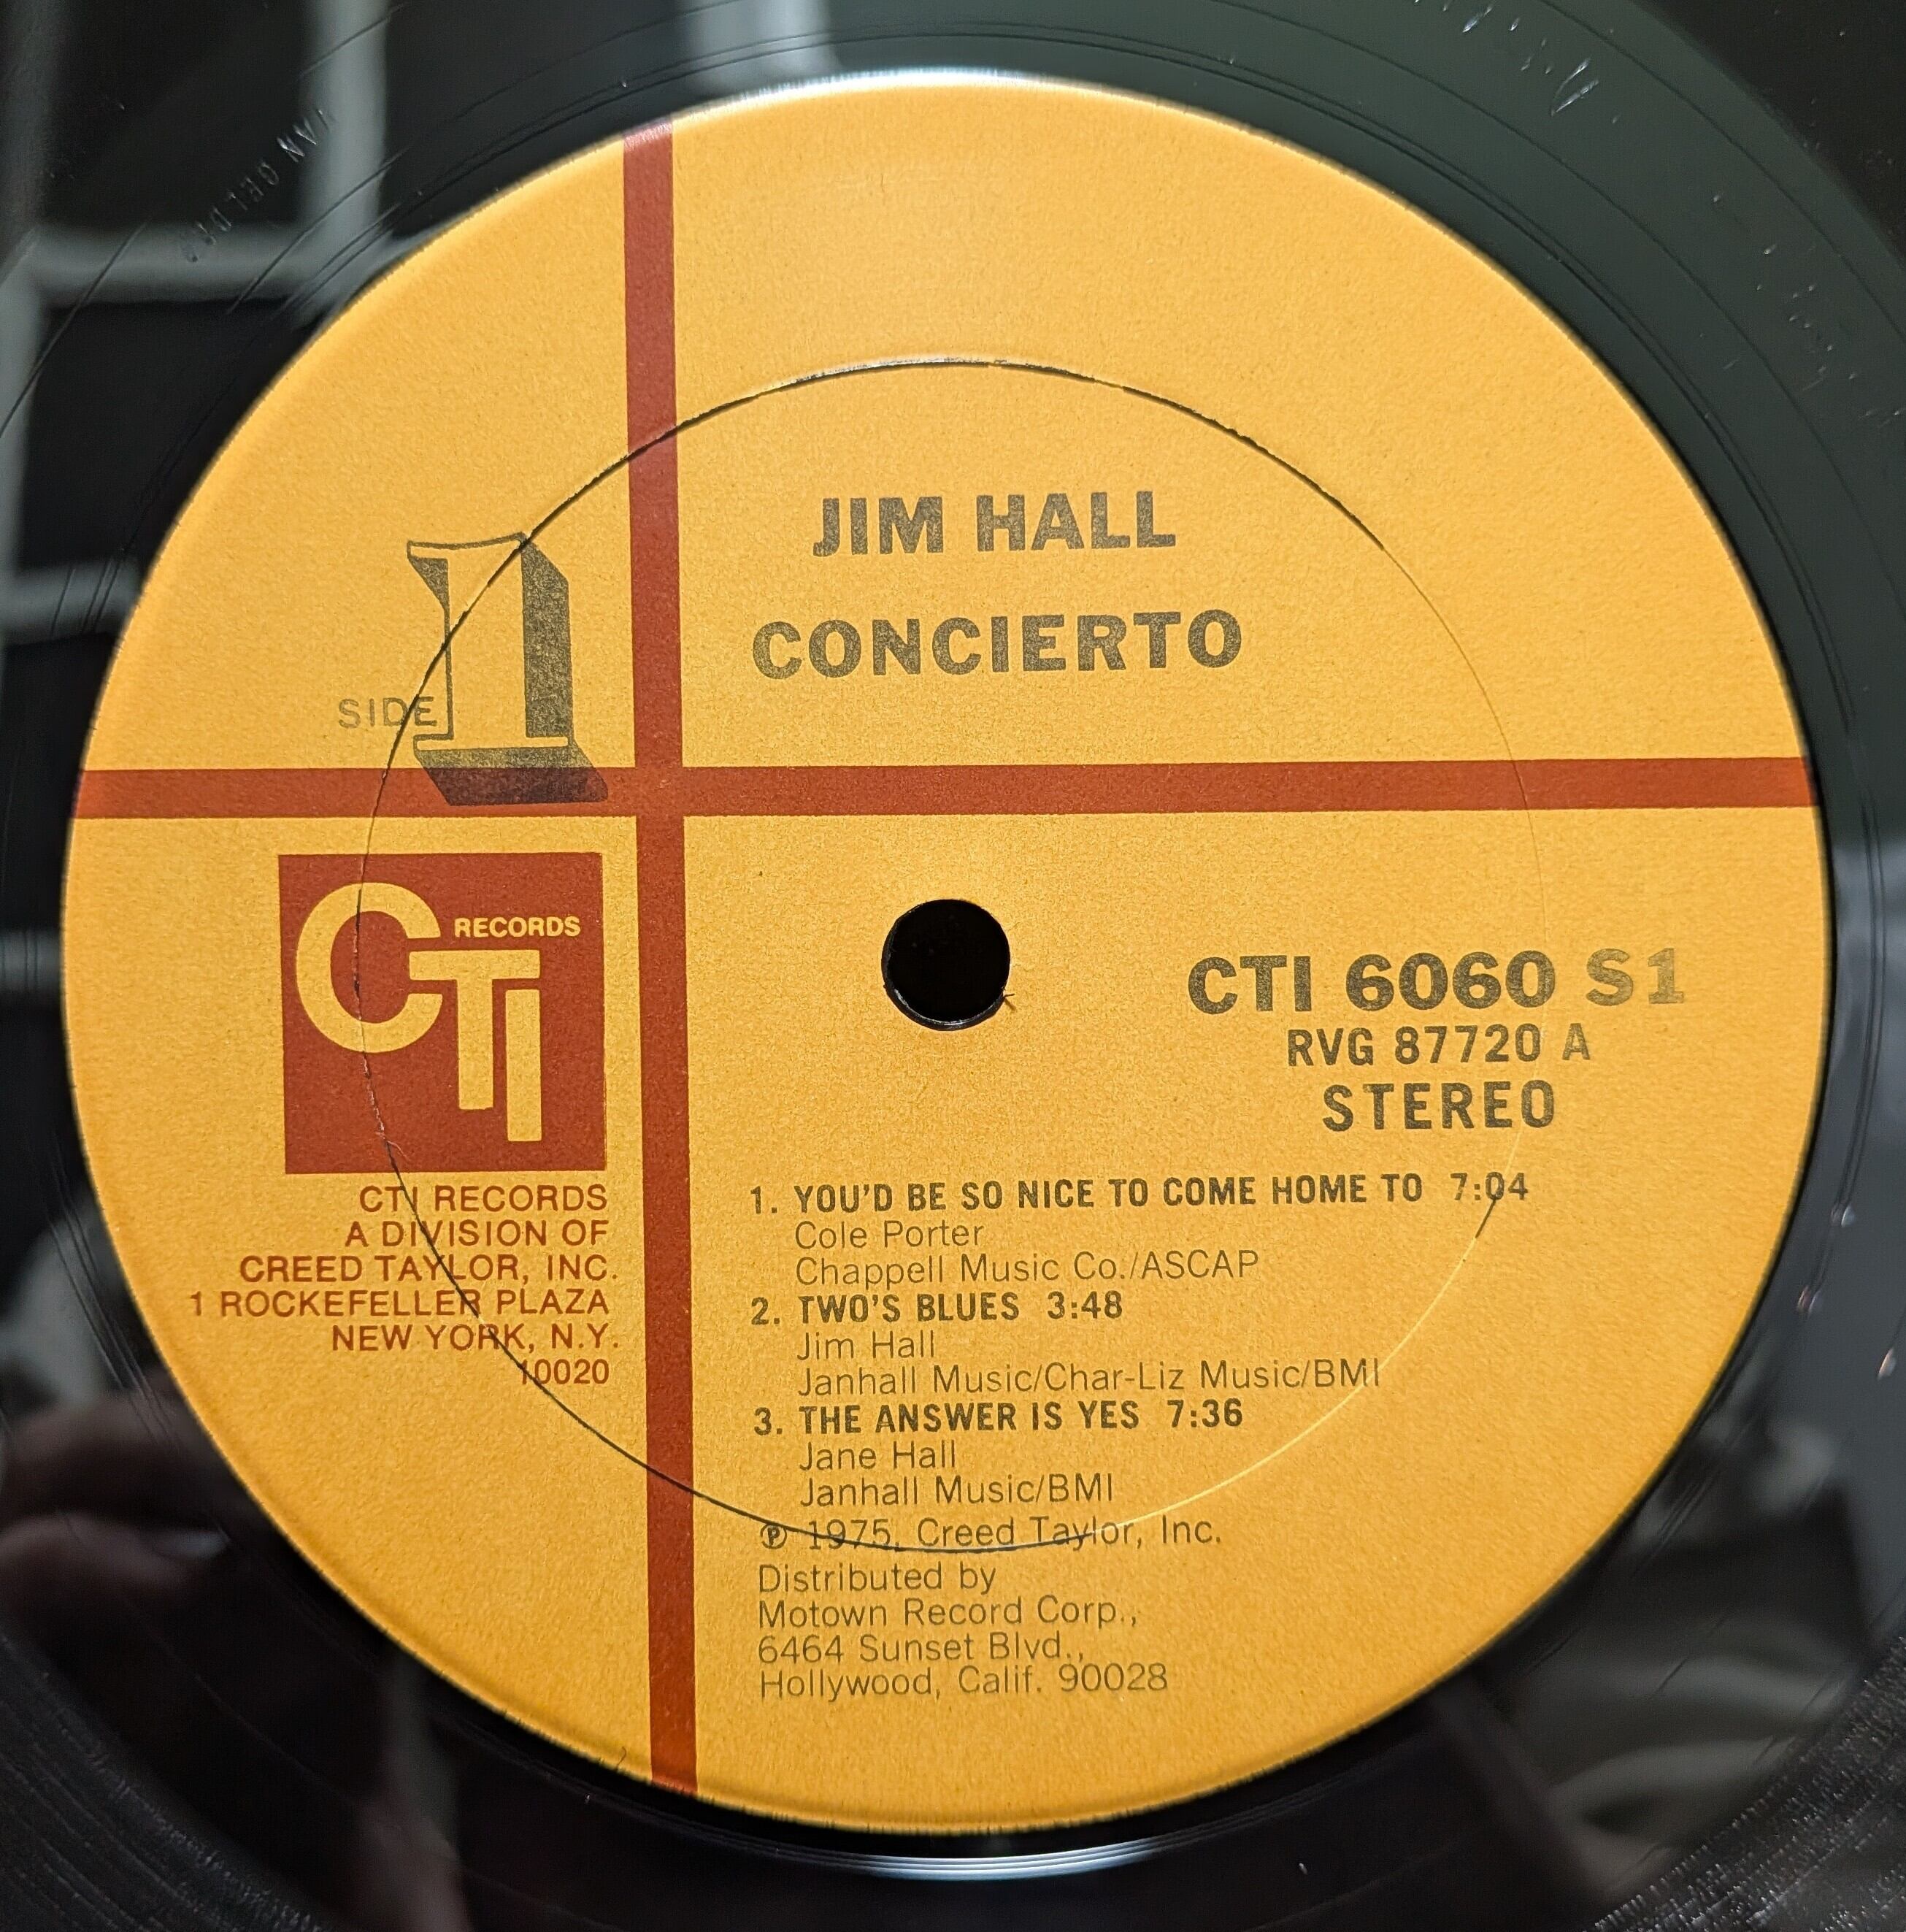 JIM HALL
CONCIERTO
SIDE 1
RECORDS
CTI
CTI RECORDS
A DIVISION OF
CREED TAYLOR, INC.
1 ROCKEFELLER PLAZA
NEW YORK, N.Y.
10020
CTI 6060 S1
RVG 87720 A
STEREO
1. YOU'D BE SO NICE TO COME HOME TO 7:04
Cole Porter
Chappell Music Co./ASCAP
2. TWO'S BLUES 3:48
Jim Hall
Janhall Music/Char-Liz Music/BMI
3. THE ANSWER IS YES 7:36
Jane Hall
Janhall Music/BMI
℗ 1975, Creed Taylor, Inc.
Distributed by
Motown Record Corp.,
6464 Sunset Blvd.,
Hollywood, Calif. 90028